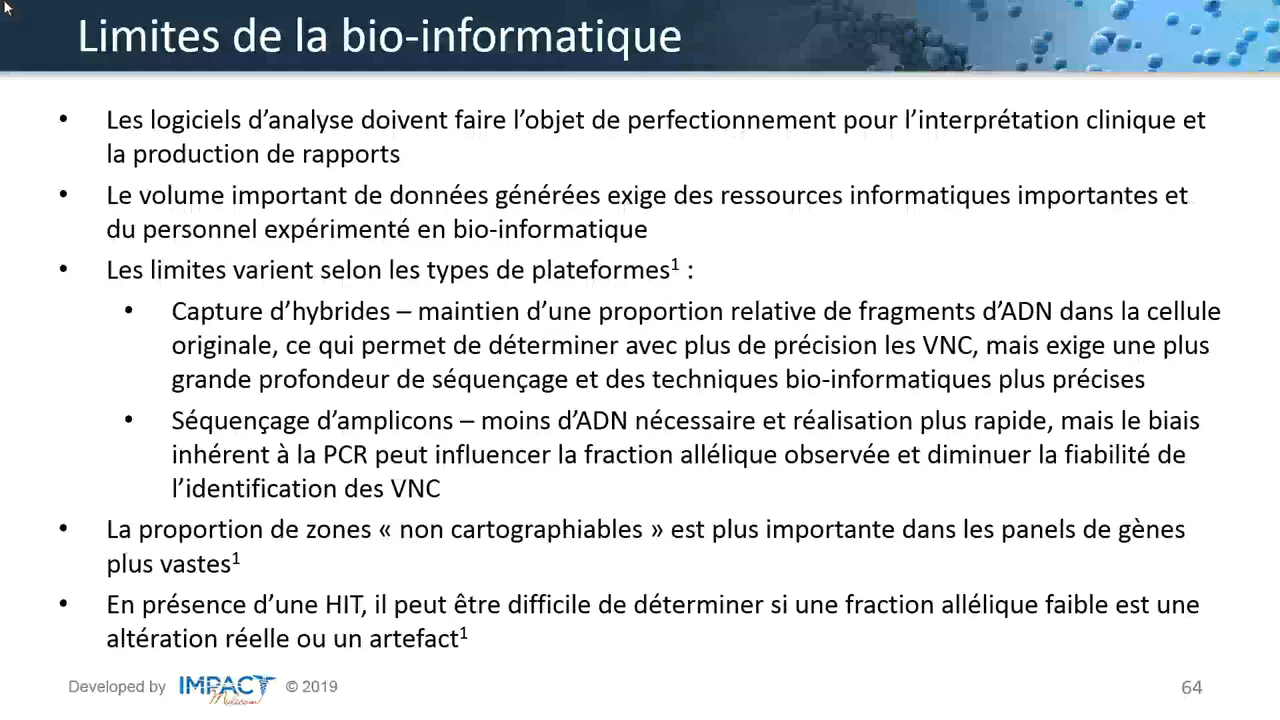 Limites de la bio-informatique
• Les logiciels d’analyse doivent faire l’objet de perfectionnement pour l’interprétation clinique et
la production de rapports
• Le volume important de données générées exige des ressources informatiques importantes et
du personnel expérimenté en bio-informatique
• Les limites varient selon les types de plateformes¹ :
• Capture d’hybrides – maintien d’une proportion relative de fragments d’ADN dans la cellule
originale, ce qui permet de déterminer avec plus de précision les VNC, mais exige une plus
grande profondeur de séquençage et des techniques bio-informatiques plus précises
• Séquençage d’amplicons – moins d’ADN nécessaire et réalisation plus rapide, mais le biais
inhérent à la PCR peut influencer la fraction allélique observée et diminuer la fiabilité de
l’identification des VNC
• La proportion de zones « non cartographiables » est plus importante dans les panels de gènes
plus vastes¹
• En présence d’une HIT, il peut être difficile de déterminer si une fraction allélique faible est une
altération réelle ou un artefact¹
Developed by IMPACT Medicom © 2019
64